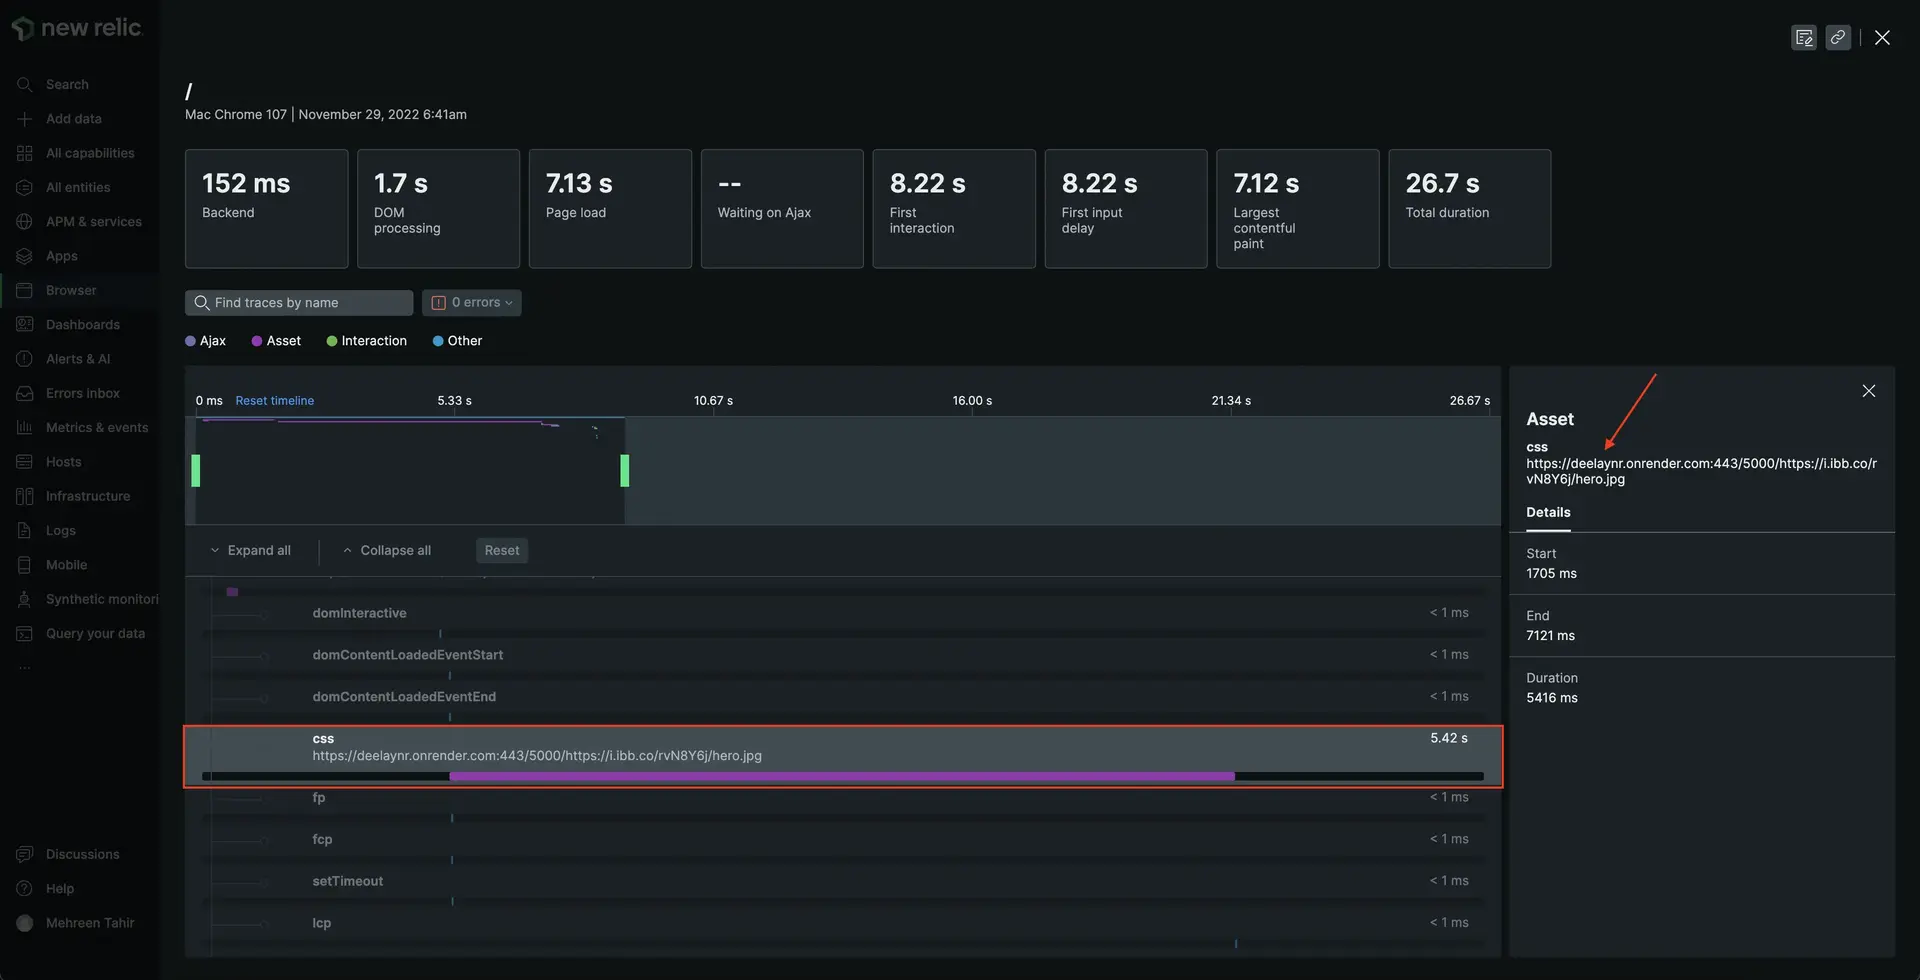 new relic.
Search
Add data
All capabilities
All entities
APM & services
Apps
Browser
Dashboards
Alerts & AI
Errors inbox
Metrics & events
Hosts
Infrastructure
Logs
Mobile
Synthetic monitori
Query your data
...
Discussions
Help
Mehreen Tahir
/
Mac Chrome 107 | November 29, 2022 6:41am
152 ms
Backend
1.7 s
DOM
processing
7.13 s
Page load
--
Waiting on Ajax
8.22 s
First
interaction
8.22 s
First input
delay
7.12 s
Largest
contentful
paint
26.7 s
Total duration
Find traces by name
0 errors
Ajax
Asset
Interaction
Other
0 ms
Reset timeline
5.33 s
10.67 s
16.00 s
21.34 s
26.67 s
Expand all
Collapse all
Reset
domInteractive
< 1 ms
domContentLoadedEventStart
< 1 ms
domContentLoadedEventEnd
< 1 ms
css
5.42 s
https://deelaynr.onrender.com:443/5000/https://i.ibb.co/rvN8Y6j/hero.jpg
fp
< 1 ms
fcp
< 1 ms
setTimeout
< 1 ms
lcp
< 1 ms
Asset
css
https://deelaynr.onrender.com:443/5000/https://i.ibb.co/r
vN8Y6j/hero.jpg
Details
Start
1705 ms
End
7121 ms
Duration
5416 ms